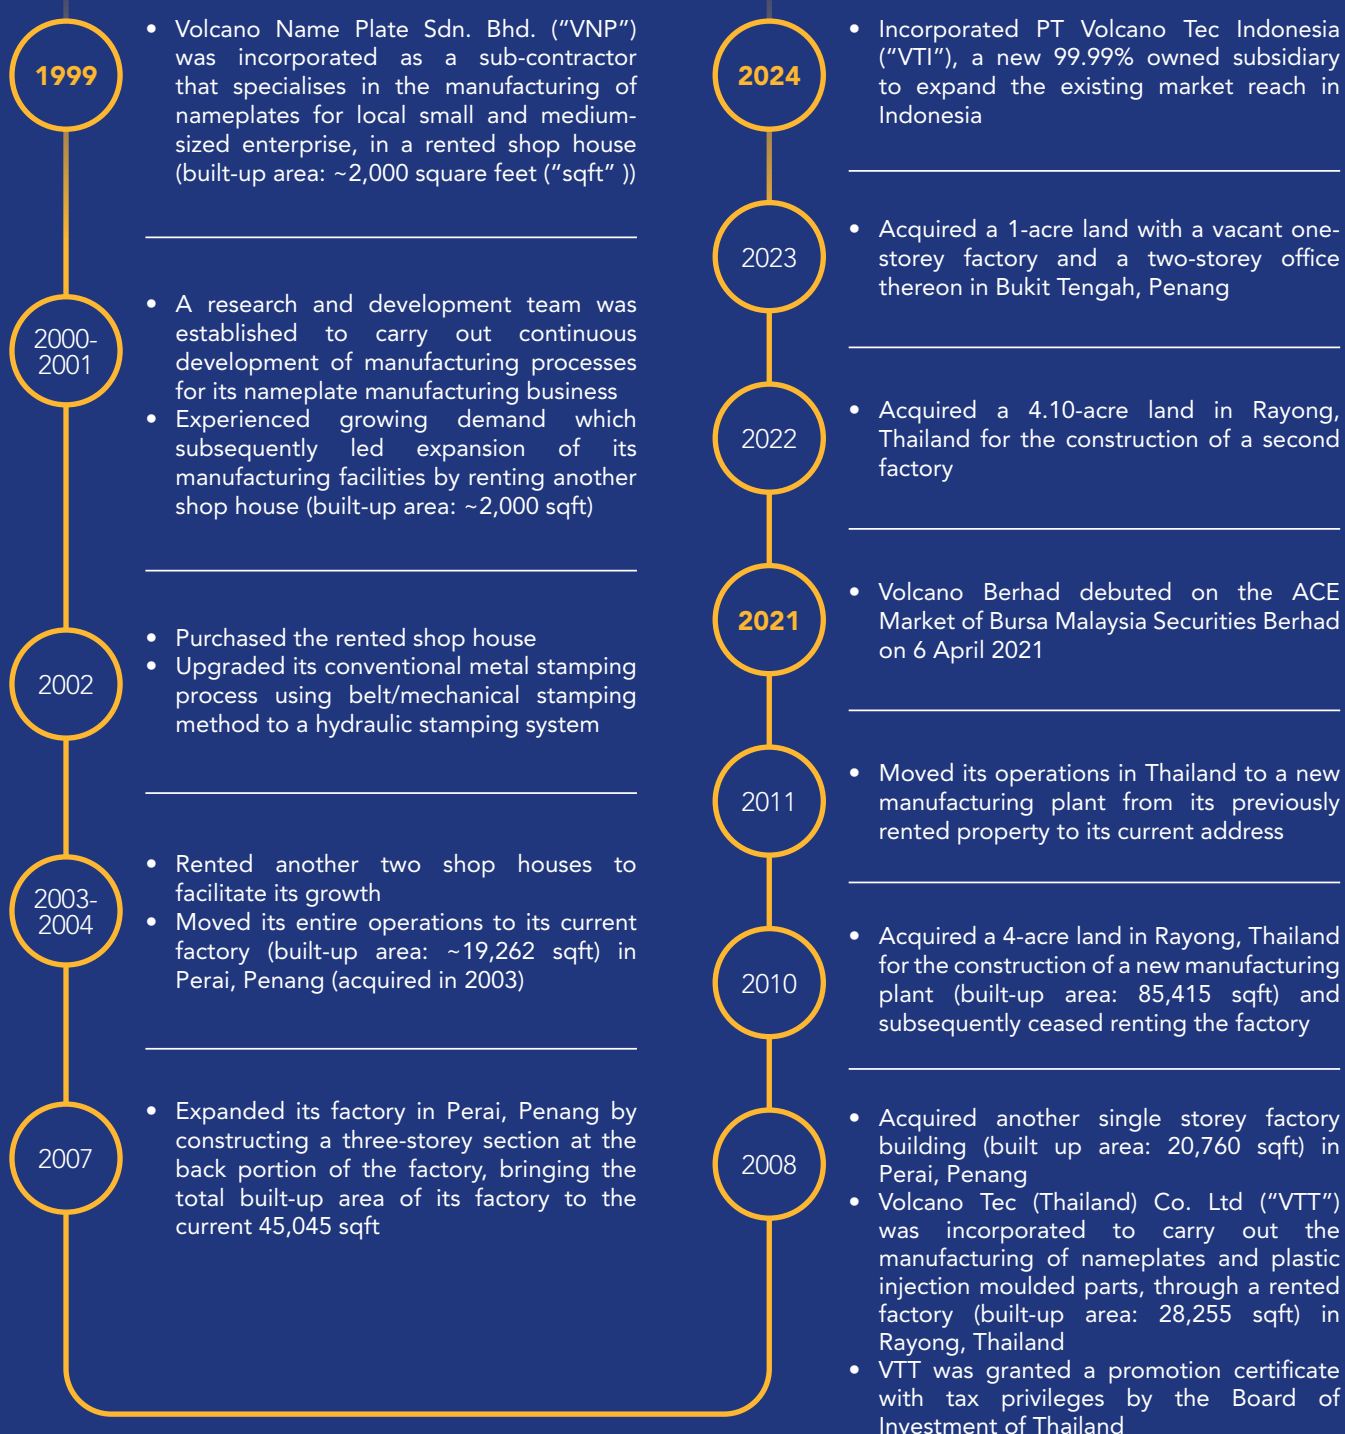 1999
• Volcano Name Plate Sdn. Bhd. (“VNP”)
was incorporated as a sub-contractor
that specialises in the manufacturing of
nameplates for local small and medium-
sized enterprise, in a rented shop house
(built-up area: ~2,000 square feet (“sqft” ))
2000-
2001
• A research and development team was
established to carry out continuous
development of manufacturing processes
for its nameplate manufacturing business
• Experienced growing demand which
subsequently led expansion of its
manufacturing facilities by renting another
shop house (built-up area: ~2,000 sqft)
2002
• Purchased the rented shop house
• Upgraded its conventional metal stamping
process using belt/mechanical stamping
method to a hydraulic stamping system
2003-
2004
• Rented another two shop houses to
facilitate its growth
• Moved its entire operations to its current
factory (built-up area: ~19,262 sqft) in
Perai, Penang (acquired in 2003)
2007
• Expanded its factory in Perai, Penang by
constructing a three-storey section at the
back portion of the factory, bringing the
total built-up area of its factory to the
current 45,045 sqft
2024
• Incorporated PT Volcano Tec Indonesia
(“VTI”), a new 99.99% owned subsidiary
to expand the existing market reach in
Indonesia
2023
• Acquired a 1-acre land with a vacant one-
storey factory and a two-storey office
thereon in Bukit Tengah, Penang
2022
• Acquired a 4.10-acre land in Rayong,
Thailand for the construction of a second
factory
2021
• Volcano Berhad debuted on the ACE
Market of Bursa Malaysia Securities Berhad
on 6 April 2021
2011
• Moved its operations in Thailand to a new
manufacturing plant from its previously
rented property to its current address
2010
• Acquired a 4-acre land in Rayong, Thailand
for the construction of a new manufacturing
plant (built-up area: 85,415 sqft) and
subsequently ceased renting the factory
2008
• Acquired another single storey factory
building (built up area: 20,760 sqft) in
Perai, Penang
• Volcano Tec (Thailand) Co. Ltd (“VTT”)
was incorporated to carry out the
manufacturing of nameplates and plastic
injection moulded parts, through a rented
factory (built-up area: 28,255 sqft) in
Rayong, Thailand
• VTT was granted a promotion certificate
with tax privileges by the Board of
Investment of Thailand